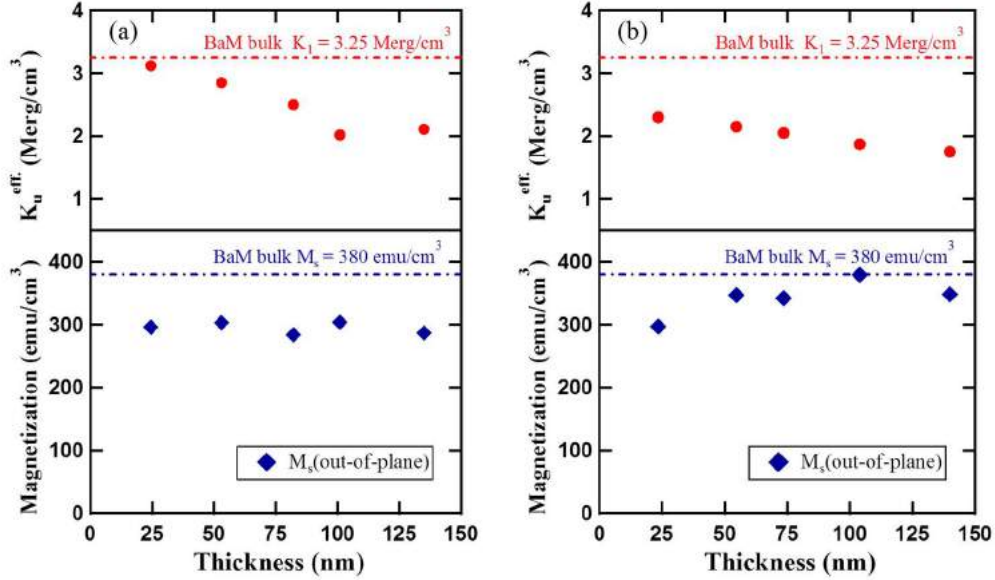 (a)
BaM bulk K₁ = 3.25 Merg/cm³
4
3
2
1
Kᵤᵉᶠᶠ· (Merg/cm³)
BaM bulk Mₛ = 380 emu/cm³
400
300
200
100
0
Magnetization (emu/cm³)
Mₛ(out-of-plane)
0 25 50 75 100 125 150
Thickness (nm)
(b)
BaM bulk K₁ = 3.25 Merg/cm³
4
3
2
1
Kᵤᵉᶠᶠ· (Merg/cm³)
BaM bulk Mₛ = 380 emu/cm³
400
300
200
100
0
Magnetization (emu/cm³)
Mₛ(out-of-plane)
0 25 50 75 100 125 150
Thickness (nm)